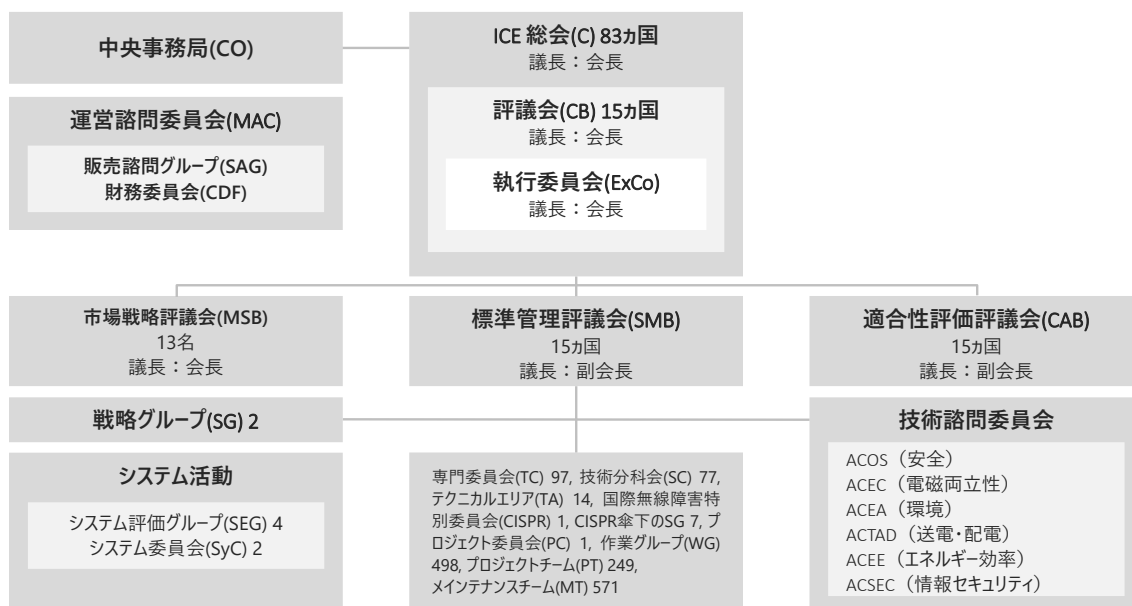 中央事務局(CO)
ICE 総会(C) 83ヵ国
議長：会長
運営諮問委員会(MAC)
販売諮問グループ(SAG)
財務委員会(CDF)
評議会(CB) 15ヵ国
議長：会長
執行委員会(ExCo)
議長：会長
市場戦略評議会(MSB)
13名
議長：会長
標準管理評議会(SMB)
15ヵ国
議長：副会長
適合性評価評議会(CAB)
15ヵ国
議長：副会長
戦略グループ(SG) 2
システム活動
システム評価グループ(SEG) 4
システム委員会(SyC) 2
専門委員会(TC) 97, 技術分科会(SC) 77,
テクニカルエリア(TA) 14, 国際無線障害特
別委員会(CISPR) 1, CISPR傘下のSG 7, プ
ロジェクト委員会(PC) 1, 作業グループ(WG)
498, プロジェクトチーム(PT) 249,
メインテナンスチーム(MT) 571
技術諮問委員会
ACOS（安全）
ACEC（電磁両立性）
ACEA（環境）
ACTAD（送電・配電）
ACEE（エネルギー効率）
ACSEC（情報セキュリティ）